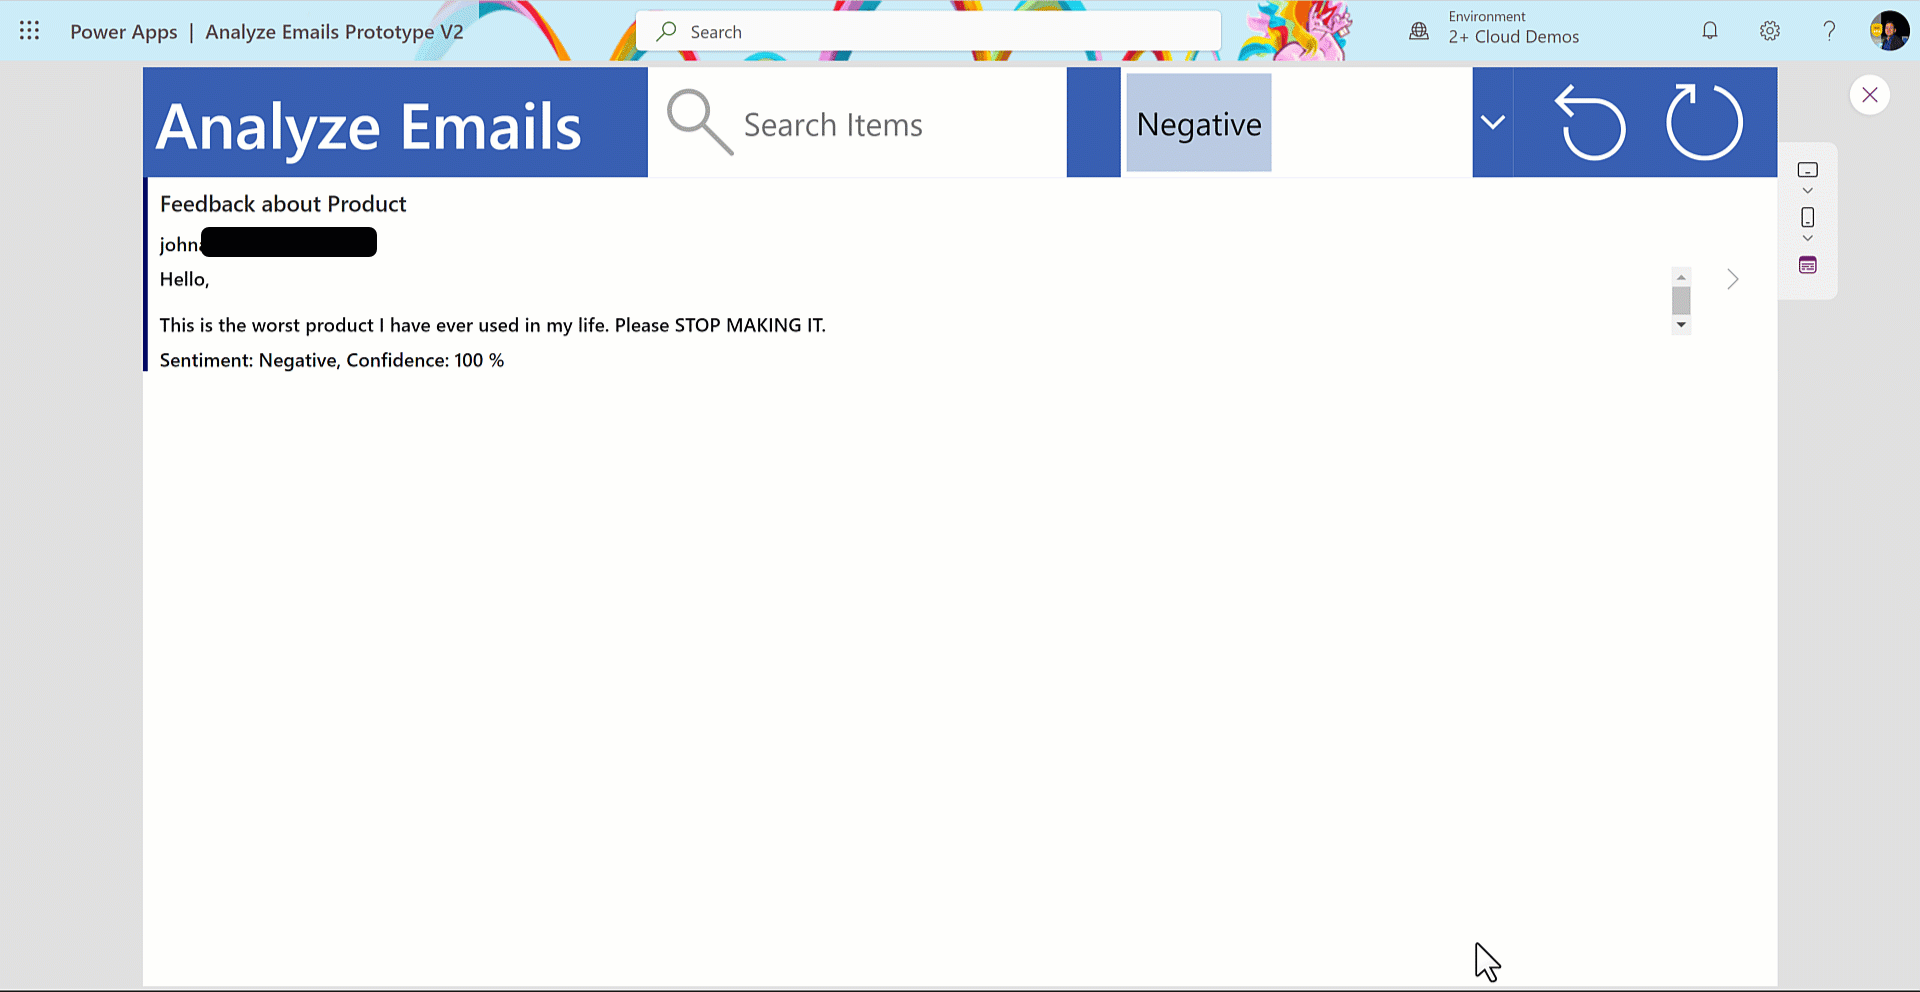 Power Apps | Analyze Emails Prototype V2
Search
Environment
2+ Cloud Demos
?
Analyze Emails
Search Items
Negative
Feedback about Product
john
Hello,
This is the worst product I have ever used in my life. Please STOP MAKING IT.
Sentiment: Negative, Confidence: 100 %